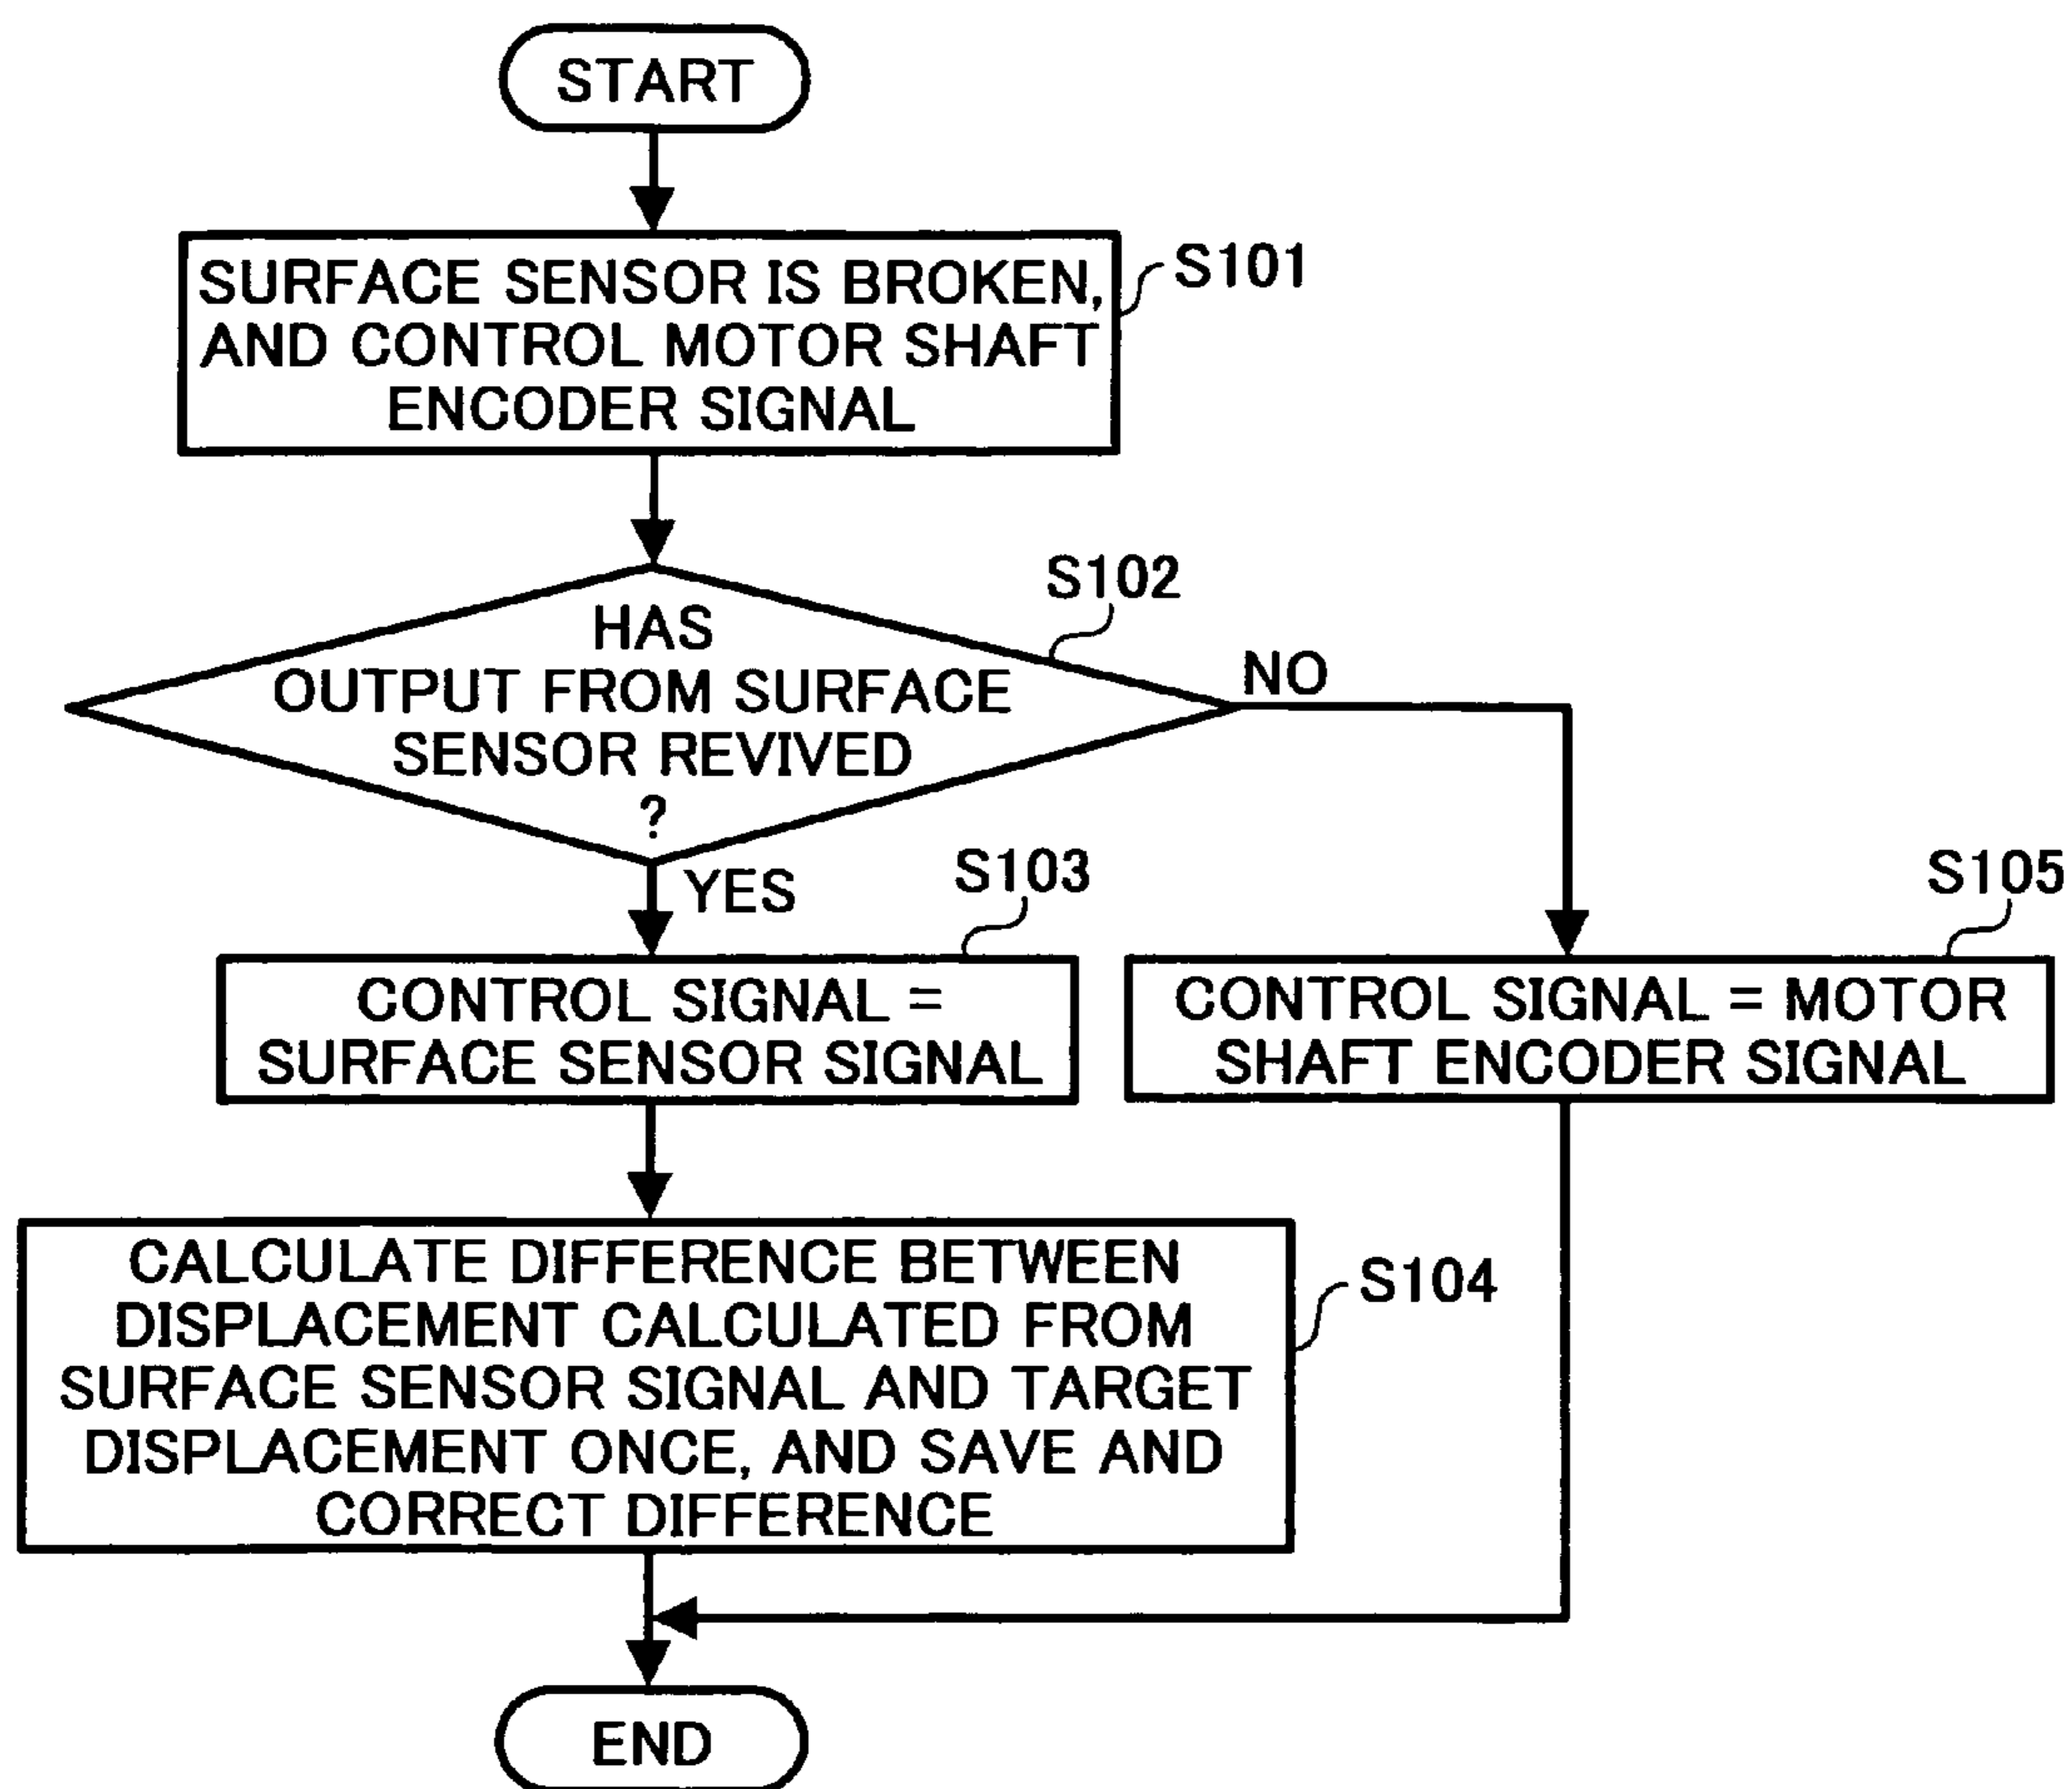 START
SURFACE SENSOR IS BROKEN,
AND CONTROL MOTOR SHAFT
ENCODER SIGNAL
S101
HAS
OUTPUT FROM SURFACE
SENSOR REVIVED
?
S102
NO
YES
S103
CONTROL SIGNAL =
SURFACE SENSOR SIGNAL
S105
CONTROL SIGNAL = MOTOR
SHAFT ENCODER SIGNAL
CALCULATE DIFFERENCE BETWEEN
DISPLACEMENT CALCULATED FROM
SURFACE SENSOR SIGNAL AND TARGET
DISPLACEMENT ONCE, AND SAVE AND
CORRECT DIFFERENCE
S104
END